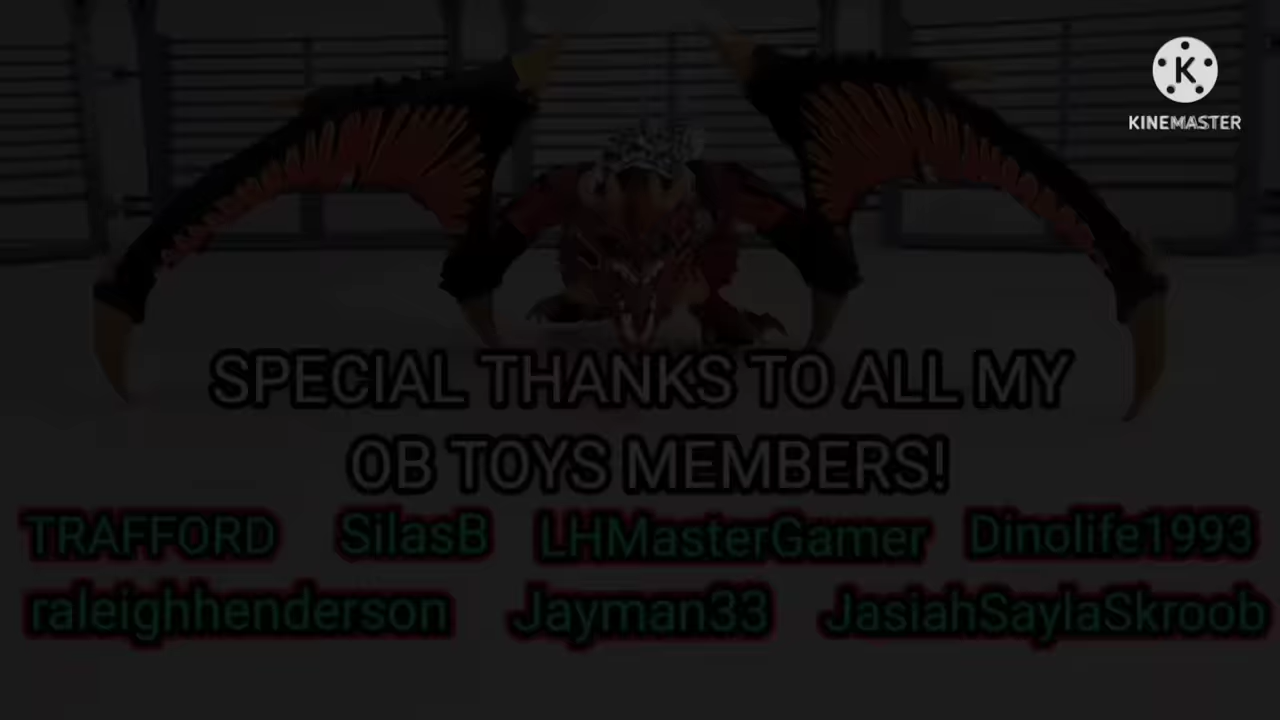 K
KINEMASTER
SPECIAL THANKS TO ALL MY
OB TOYS MEMBERS!
TRAFFORD SilasB LHMasterGamer Dinolife1993
raleighhenderson Jayman33 JasiahSaylaSkroob